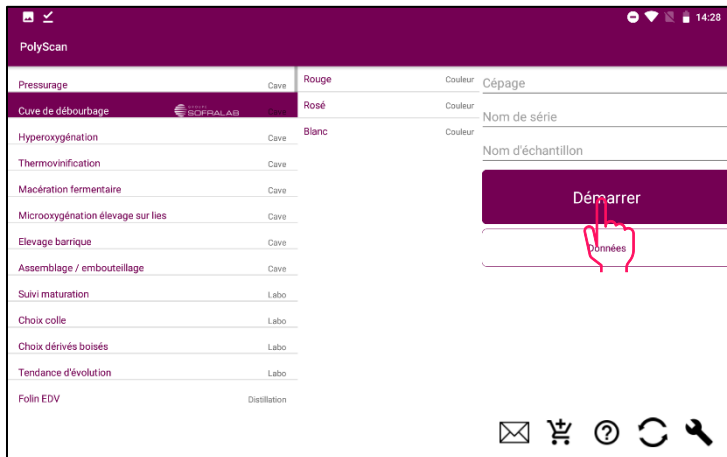 14:28
PolyScan
Pressurage Cave
Cuve de débourbage GROUPE SOFRALAB Cave
Hyperoxygénation Cave
Thermovinification Cave
Macération fermentaire Cave
Microoxygénation élevage sur lies Cave
Elevage barrique Cave
Assemblage / embouteillage Cave
Suivi maturation Labo
Choix colle Labo
Choix dérivés boisés Labo
Tendance d'évolution Labo
Folin EDV Distillation
Rouge Couleur
Rosé Couleur
Blanc Couleur
Cépage
Nom de série
Nom d'échantillon
Démarrer
Données